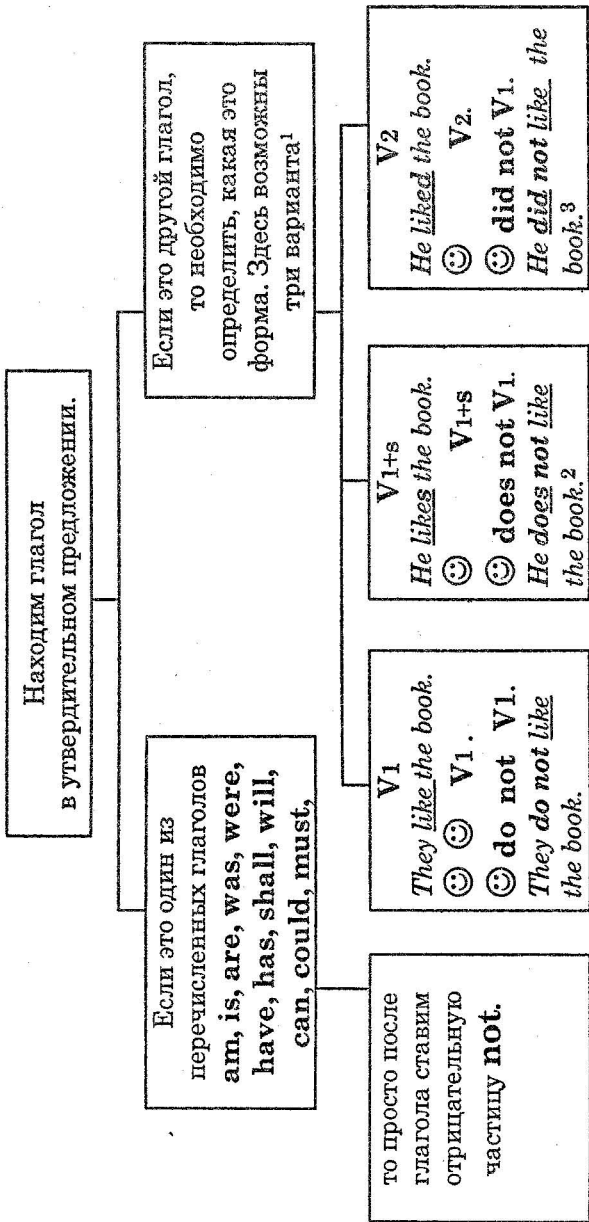 Находим глагол
в утвердительном предложении.
Если это один из
перечисленных глаголов
am, is, are, was, were,
have, has, shall, will,
can, could, must,
Если это другой глагол,
то необходимо
определить, какая это
форма. Здесь возможны
три варианта¹
то просто после
глагола ставим
отрицательную
частицу not.
V1
They like the book.
☺ ☺ V1.
☺ do not V1.
They do not like
the book.
V1+s
He likes the book.
☺ V1+s
☺ does not V1.
He does not like
the book.²
V2
He liked the book.
☺ V2.
☺ did not V1.
He did not like the
book.³